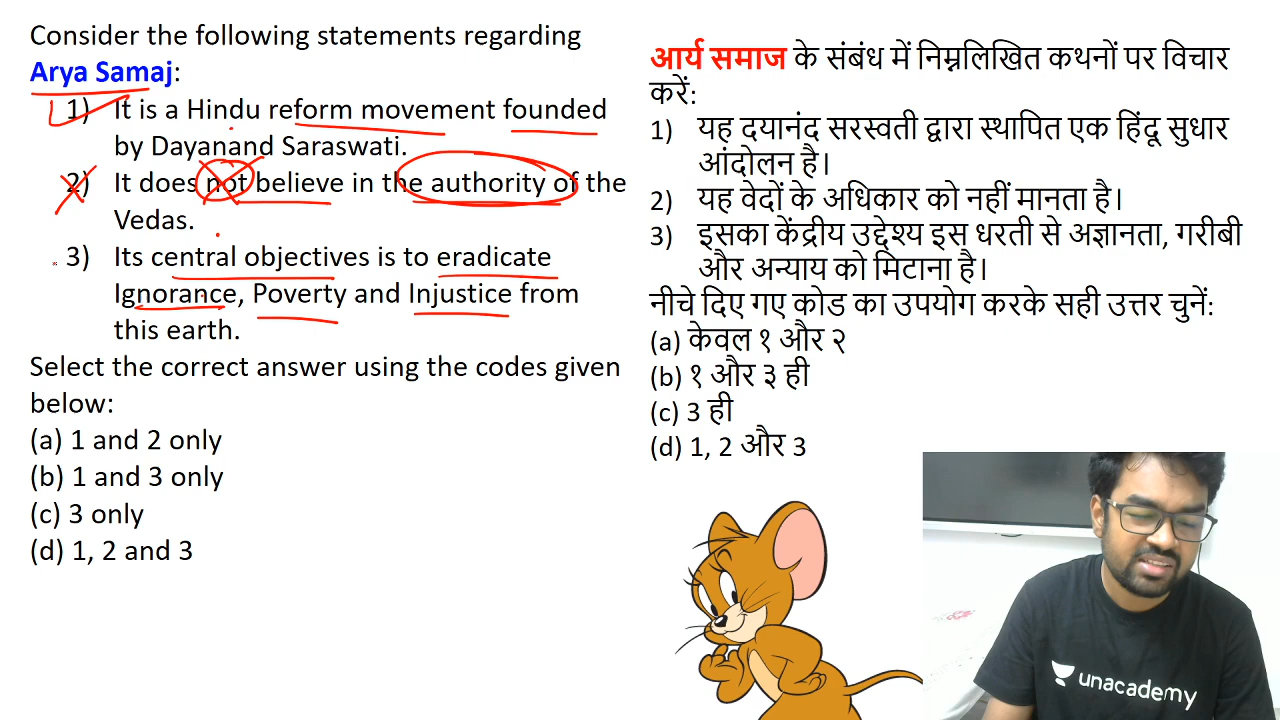 Consider the following statements regarding
Arya Samaj:
1) It is a Hindu reform movement founded
by Dayanand Saraswati.
2) It does not believe in the authority of the
Vedas.
3) Its central objectives is to eradicate
Ignorance, Poverty and Injustice from
this earth.
Select the correct answer using the codes given
below:
(a) 1 and 2 only
(b) 1 and 3 only
(c) 3 only
(d) 1, 2 and 3
आर्य समाज के संबंध में निम्नलिखित कथनों पर विचार
करें:
1) यह दयानंद सरस्वती द्वारा स्थापित एक हिंदू सुधार
आंदोलन है।
2) यह वेदों के अधिकार को नहीं मानता है।
3) इसका केंद्रीय उद्देश्य इस धरती से अज्ञानता, गरीबी
और अन्याय को मिटाना है।
नीचे दिए गए कोड का उपयोग करके सही उत्तर चुनें:
(a) केवल १ और २
(b) १ और ३ ही
(c) 3 ही
(d) 1, 2 और 3
unacademy